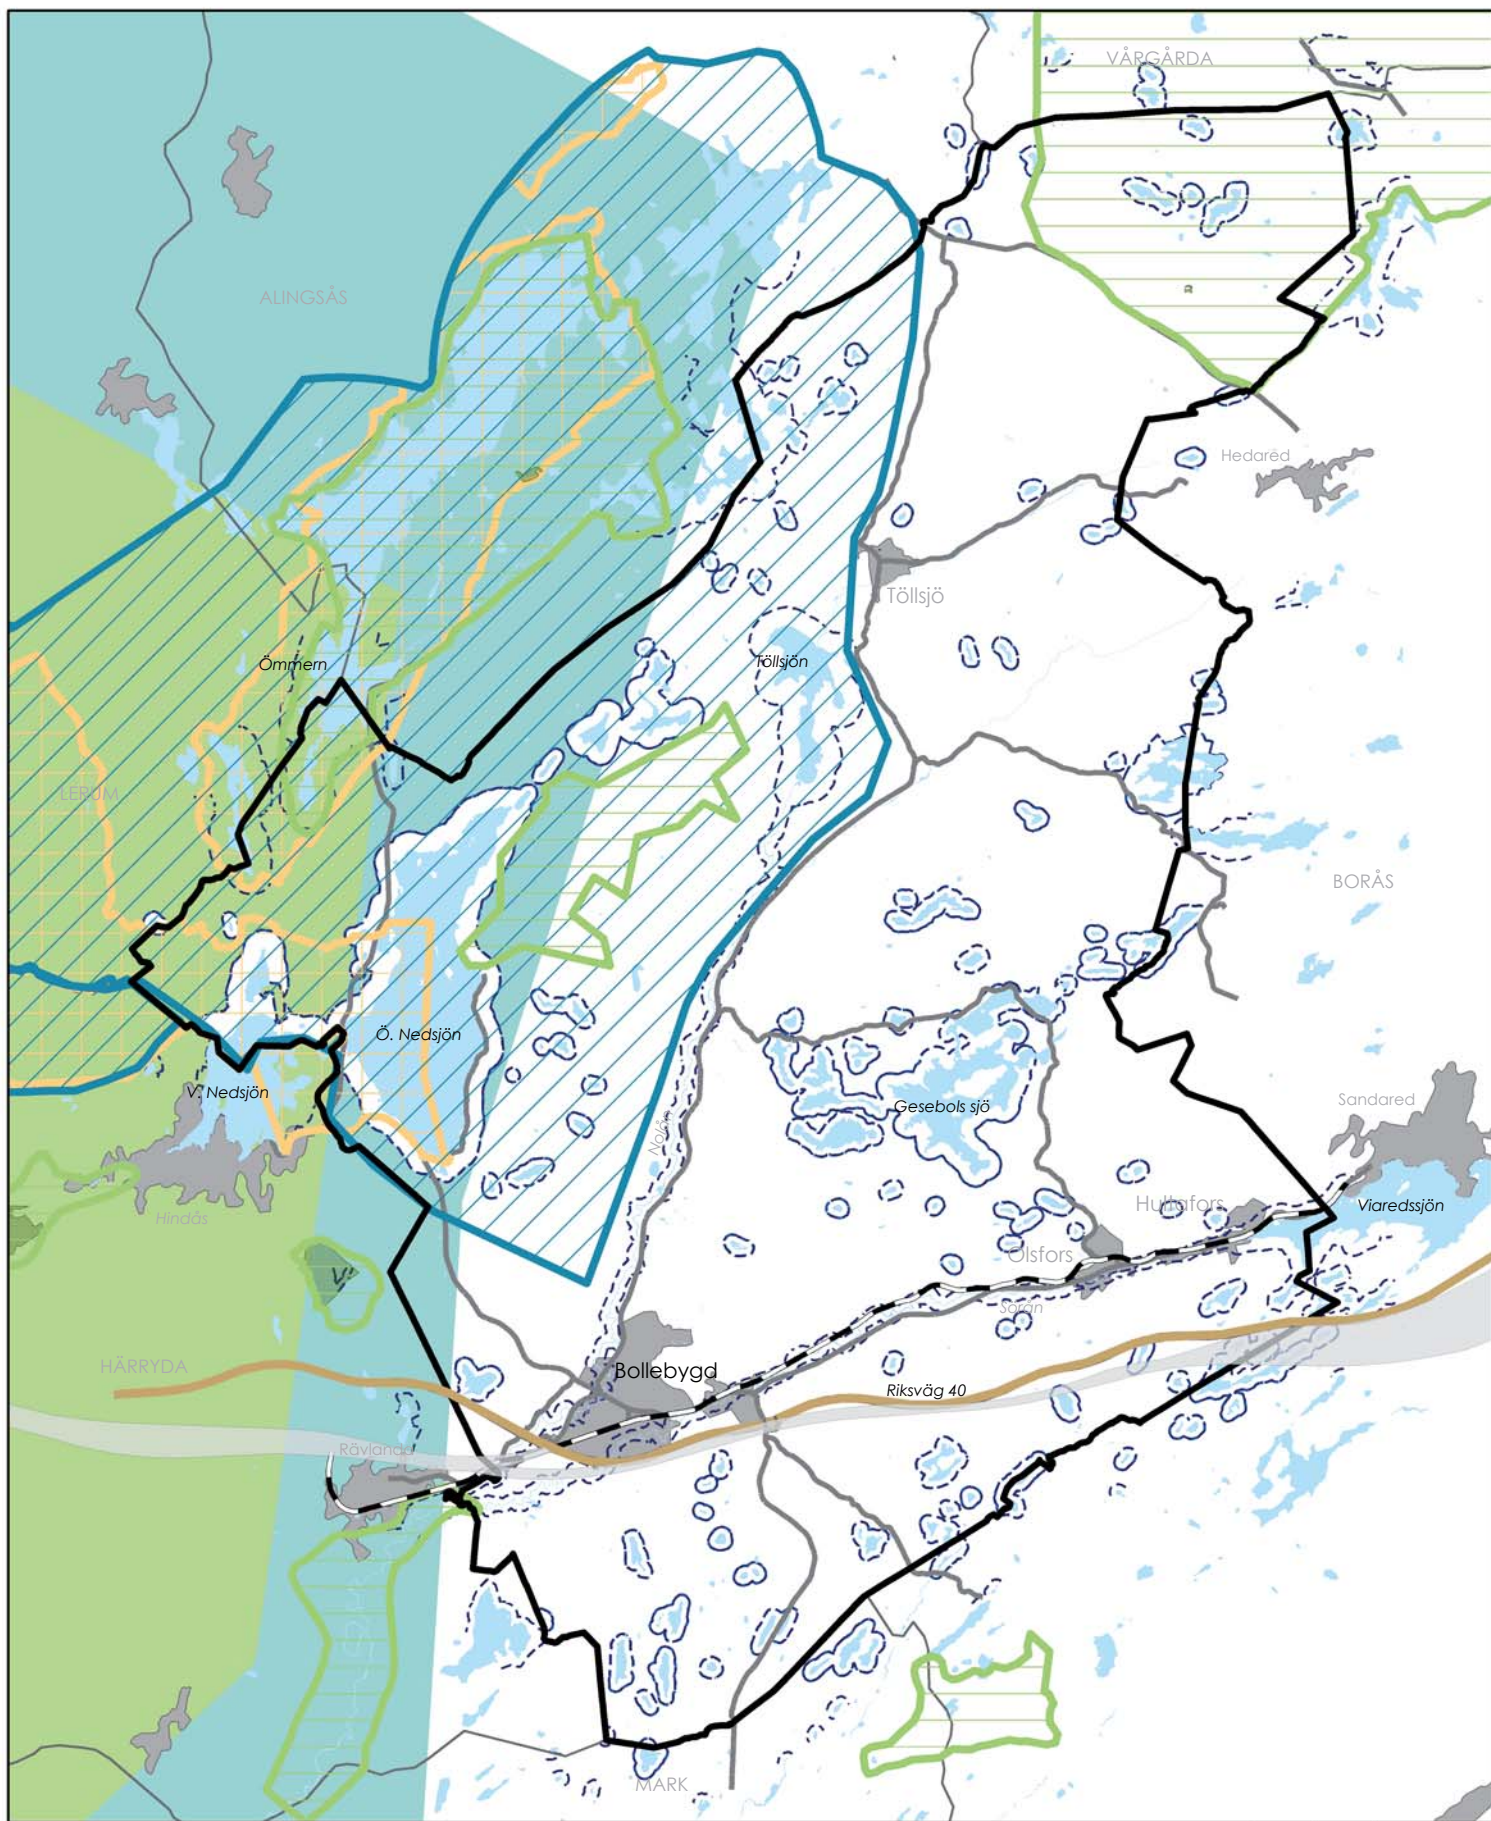 VÅRGÅRDA
ALINGSÅS
Hedared
Töllsjö
Ömmern
Töllsjön
LERUM
BORÅS
Ö. Nedsjön
V. Nedsjön
Gesebols sjö
Sandared
Nolån
Hindås
Hultafors
Viaredssjön
Olsfors
Sörån
HÄRRYDA
Bollebygd
Riksväg 40
Rävlanda
MARK